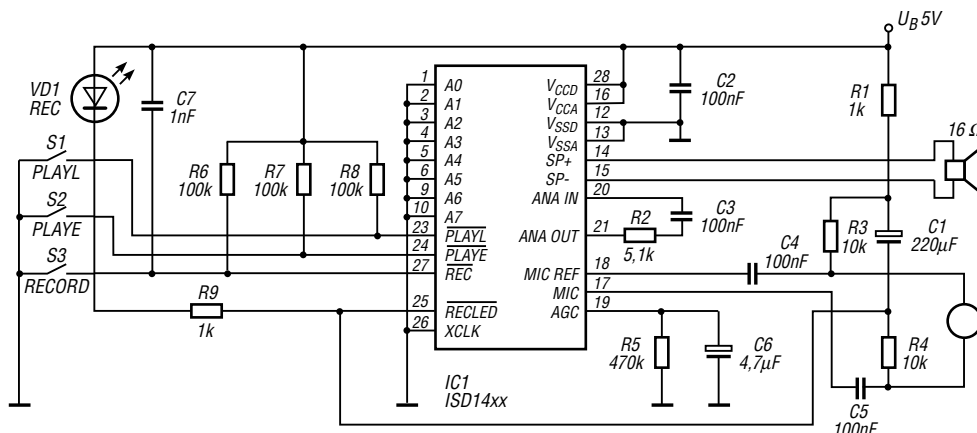 U_B 5V
VD1
REC
C7
1nF
S1
PLAYL
S2
PLAYE
S3
RECORD
R6
100k
R7
100k
R8
100k
R9
1k
1 A0
2 A1
3 A2
4 A3
5 A4
6 A5
9 A6
10 A7
23 PLAYL
24 PLAYE
27 REC
25 RECLED
26 XCLK
V_CCD 28
V_CCA 16
V_SSD 12
V_SSA 13
SP+ 14
SP- 15
ANA IN 20
ANA OUT 21
MIC REF 18
MIC 17
AGC 19
IC1
ISD14xx
C2
100nF
R1
1k
16 Ω
R2
5,1k
C3
100nF
C4
100nF
R3
10k
C1
220µF
R5
470k
C6
4,7µF
R4
10k
C5
100nF